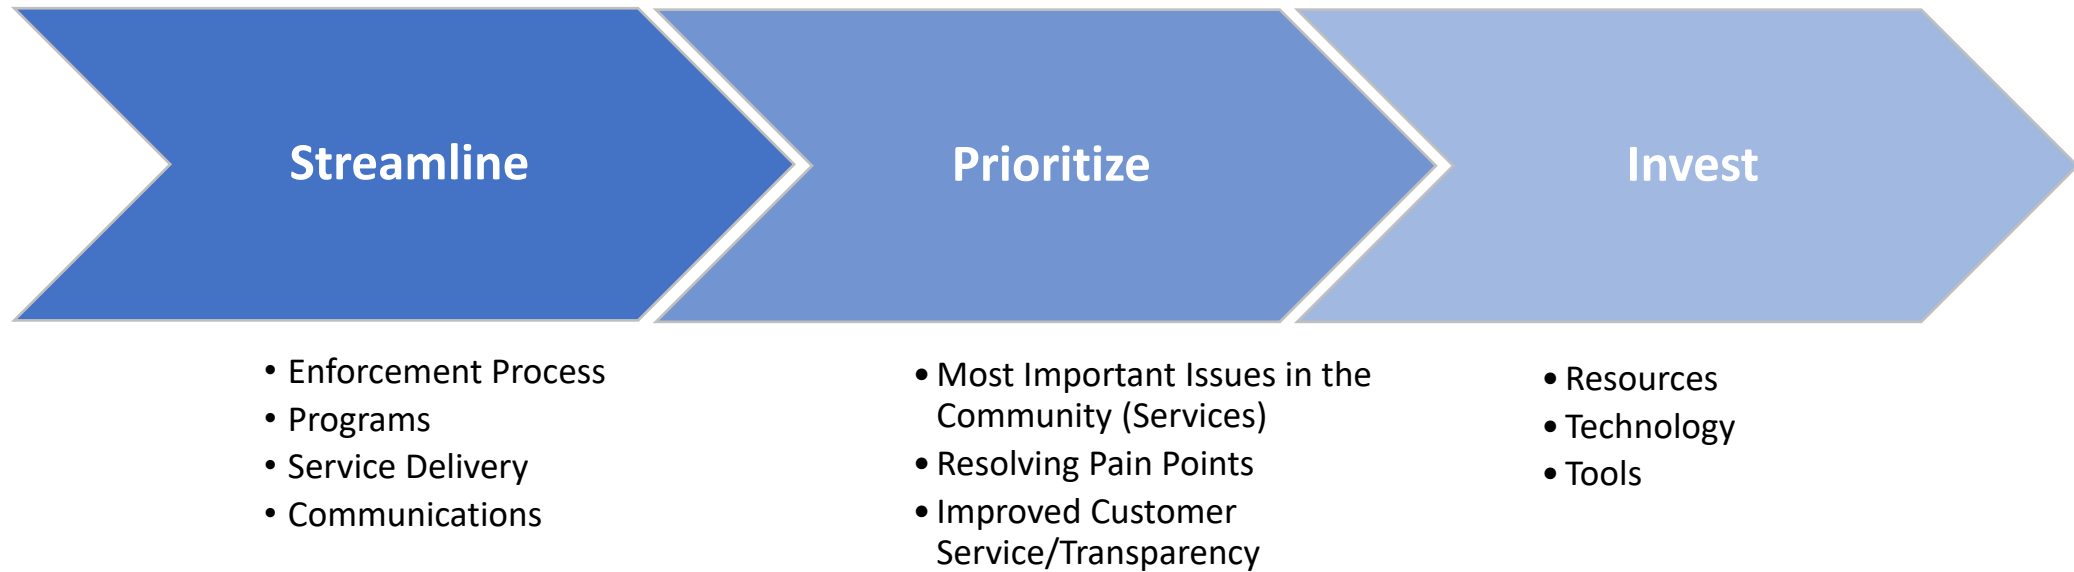 Streamline
Prioritize
Invest
• Enforcement Process
• Programs
• Service Delivery
• Communications
• Most Important Issues in the
Community (Services)
• Resolving Pain Points
• Improved Customer
Service/Transparency
• Resources
• Technology
• Tools